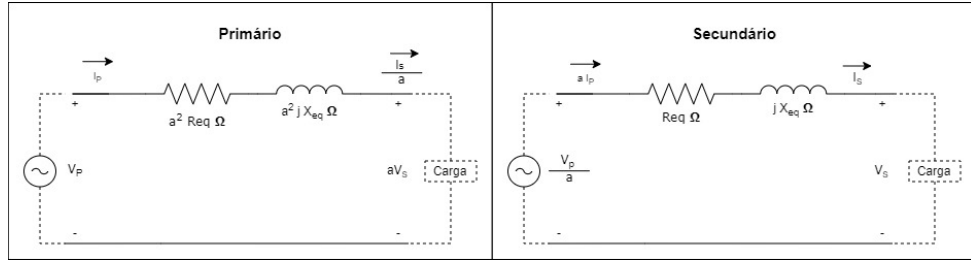 Primário
I_P
I_s
a
+
+
a² Req Ω
a² j X_eq Ω
V_P
aV_s
Carga
-
-
Secundário
a I_P
I_s
+
+
Req Ω
j X_eq Ω
V_p
a
V_s
Carga
-
-